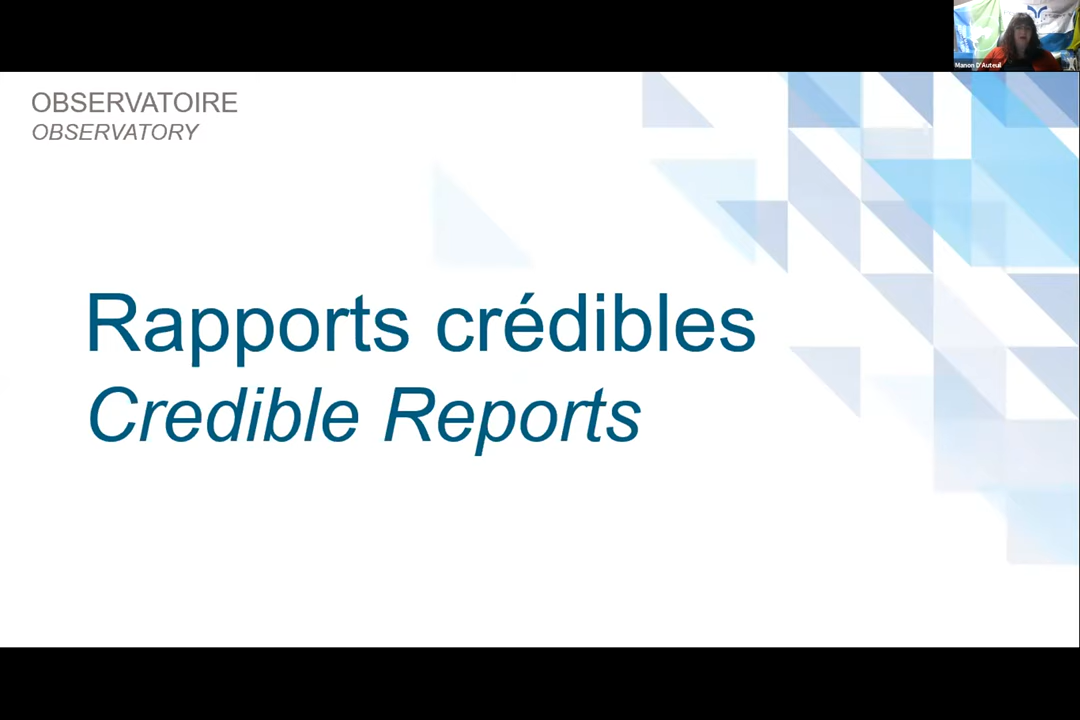 Manon D'Auteuil
OBSERVATOIRE
OBSERVATORY
Rapports crédibles
Credible Reports